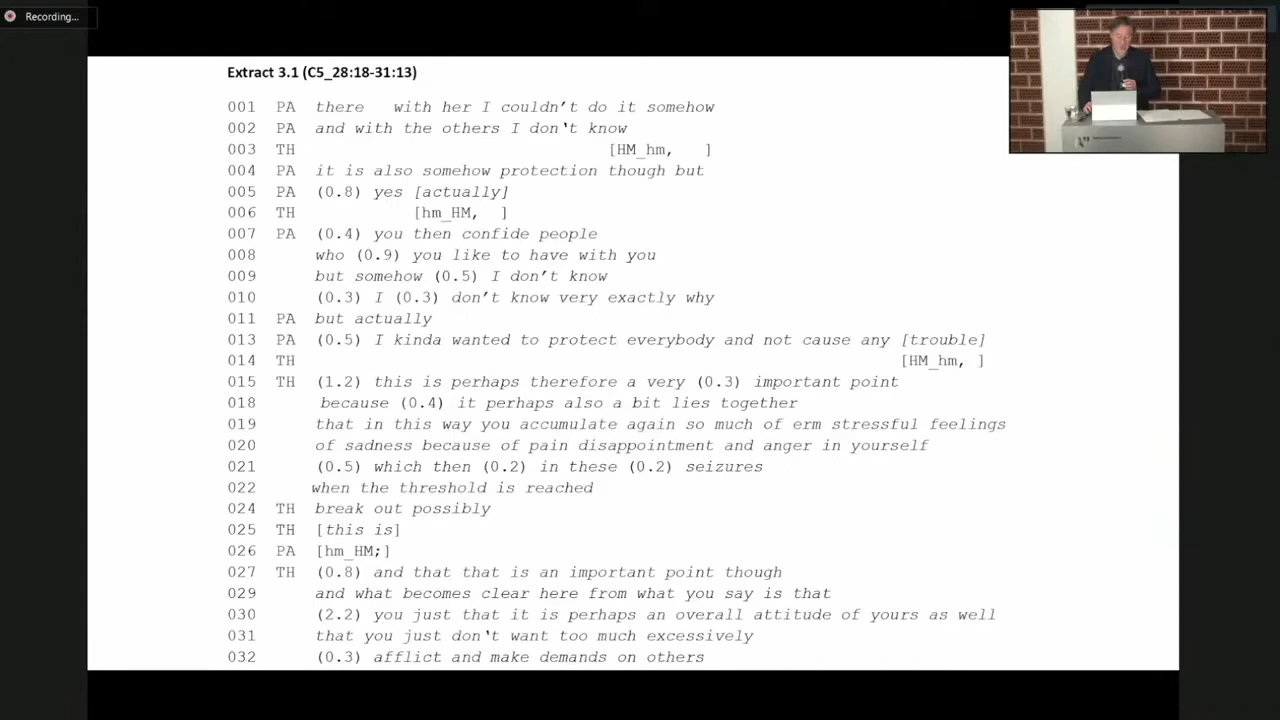 Recording...
Extract 3.1 (C5_28:18-31:13)
001 PA there with her I couldn't do it somehow
002 PA and with the others I don't know
003 TH [HM_hm, ]
004 PA it is also somehow protection though but
005 PA (0.8) yes [actually]
006 TH [hm_HM, ]
007 PA (0.4) you then confide people
008 who (0.9) you like to have with you
009 but somehow (0.5) I don't know
010 (0.3) I (0.3) don't know very exactly why
011 PA but actually
013 PA (0.5) I kinda wanted to protect everybody and not cause any [trouble]
014 TH [HM_hm, ]
015 TH (1.2) this is perhaps therefore a very (0.3) important point
018 because (0.4) it perhaps also a bit lies together
019 that in this way you accumulate again so much of erm stressful feelings
020 of sadness because of pain disappointment and anger in yourself
021 (0.5) which then (0.2) in these (0.2) seizures
022 when the threshold is reached
024 TH break out possibly
025 TH [this is]
026 PA [hm_HM;]
027 TH (0.8) and that that is an important point though
029 and what becomes clear here from what you say is that
030 (2.2) you just that it is perhaps an overall attitude of yours as well
031 that you just don't want too much excessively
032 (0.3) afflict and make demands on others